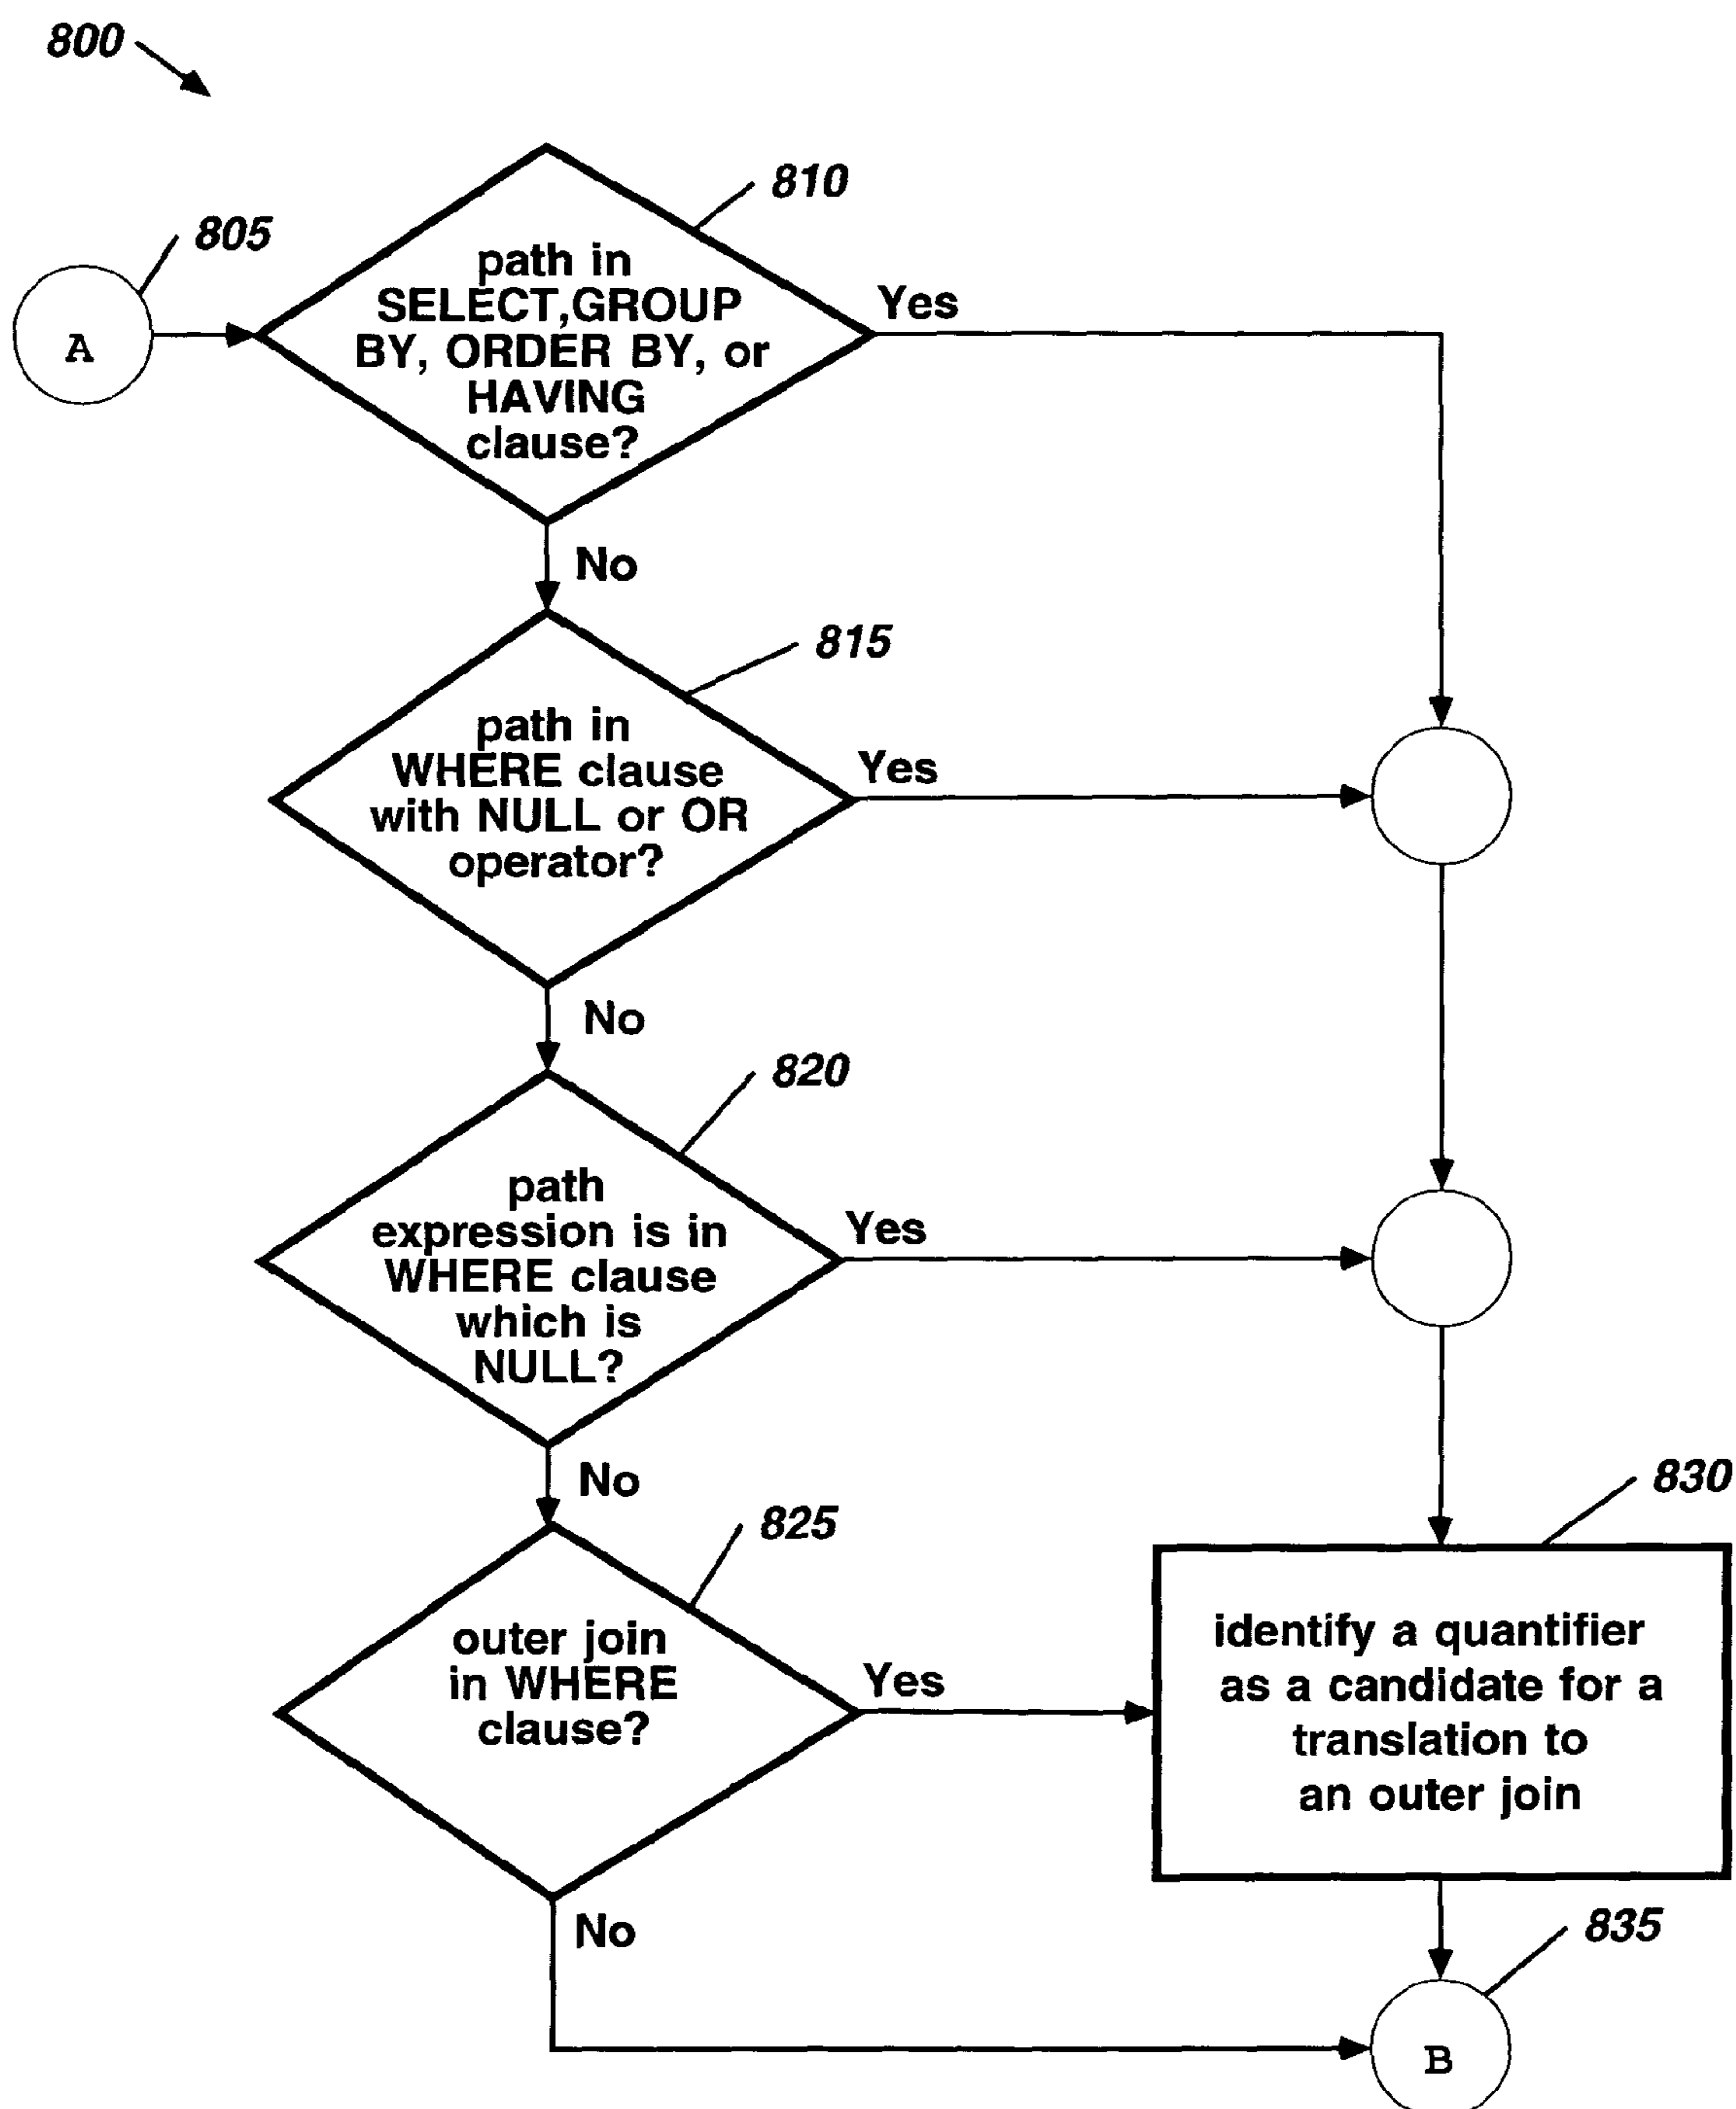 800
810
805
path in
SELECT,GROUP
BY, ORDER BY, or
HAVING
clause?
Yes
A
No
815
path in
WHERE clause
with NULL or OR
operator?
Yes
No
820
path
expression is in
WHERE clause
which is
NULL?
Yes
No
825
830
outer join
in WHERE
clause?
Yes
identify a quantifier
as a candidate for a
translation to
an outer join
No
835
B